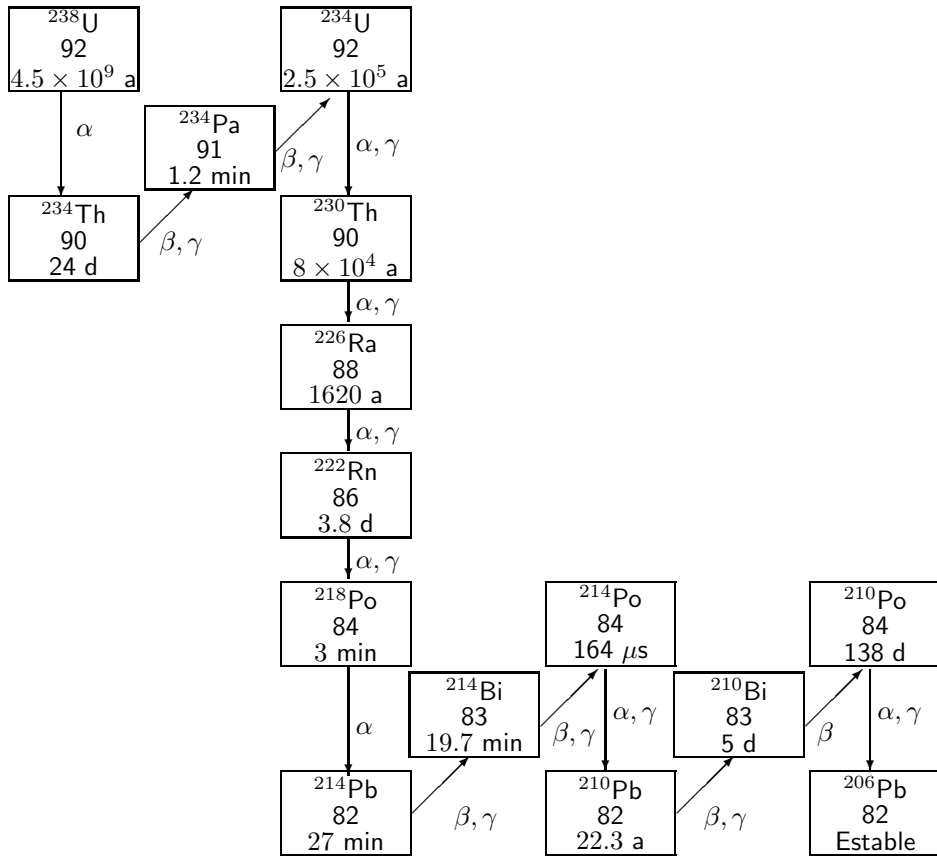 ²³⁸U
92
4.5 × 10⁹ a
α
²³⁴Th
90
24 d
β, γ
²³⁴Pa
91
1.2 min
β, γ
²³⁴U
92
2.5 × 10⁵ a
α, γ
²³⁰Th
90
8 × 10⁴ a
α, γ
²²⁶Ra
88
1620 a
α, γ
²²²Rn
86
3.8 d
α, γ
²¹⁸Po
84
3 min
α
²¹⁴Pb
82
27 min
β, γ
²¹⁴Bi
83
19.7 min
β, γ
²¹⁴Po
84
164 μs
α, γ
²¹⁰Pb
82
22.3 a
β, γ
²¹⁰Bi
83
5 d
β
²¹⁰Po
84
138 d
α, γ
²⁰⁶Pb
82
Estable